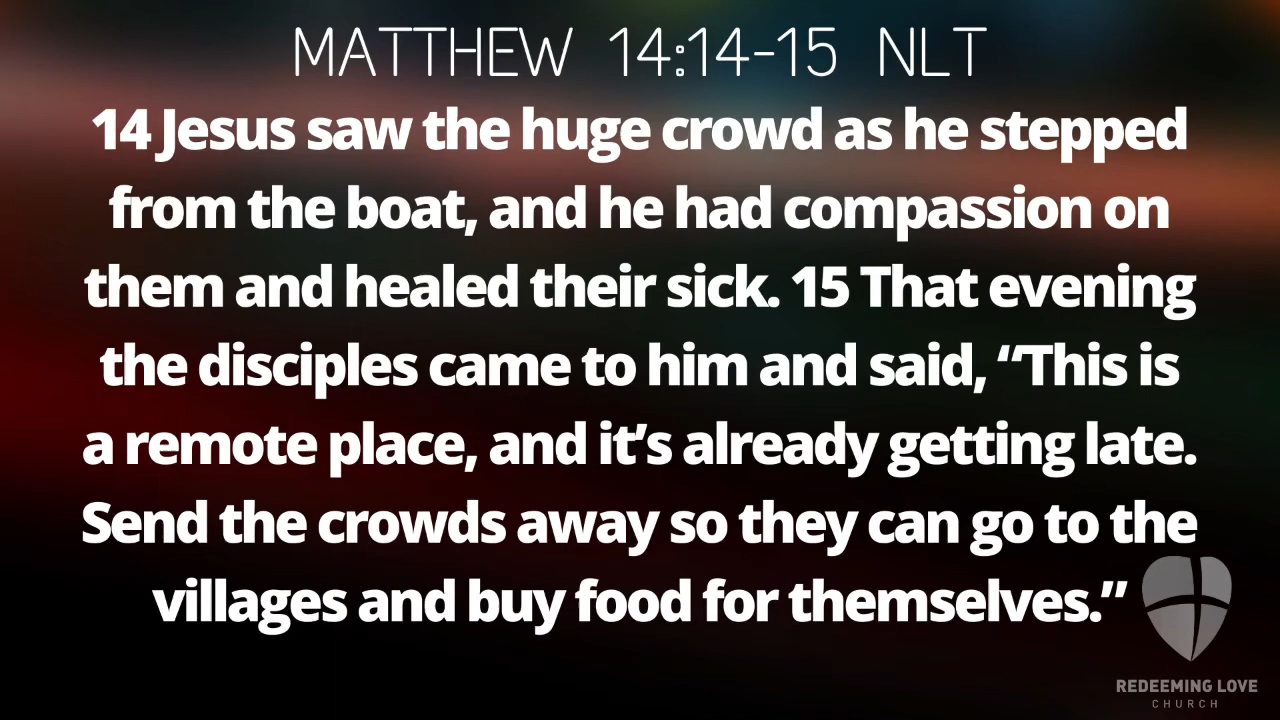 MATTHEW 14:14-15 NLT
14 Jesus saw the huge crowd as he stepped
from the boat, and he had compassion on
them and healed their sick. 15 That evening
the disciples came to him and said, “This is
a remote place, and it’s already getting late.
Send the crowds away so they can go to the
villages and buy food for themselves.”
REDEEMING LOVE
CHURCH